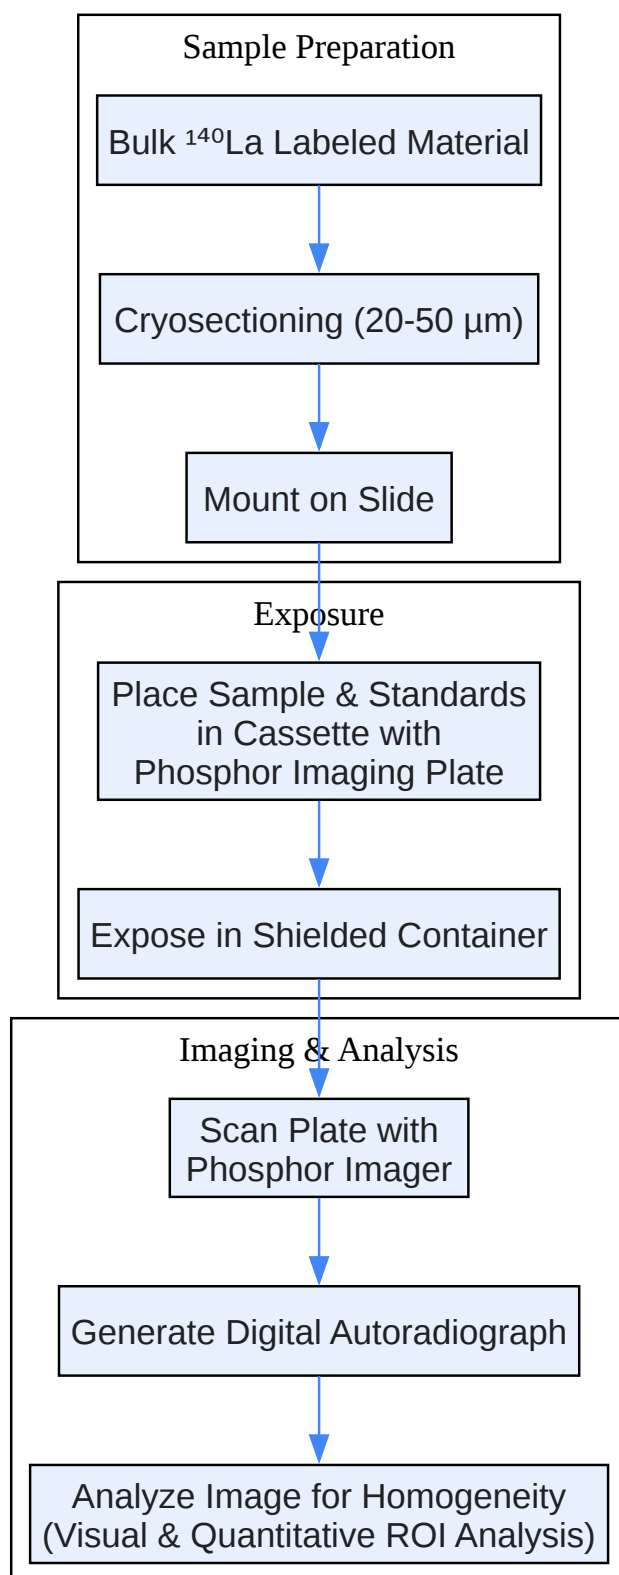 Sample Preparation
Bulk ¹⁴⁰La Labeled Material
Cryosectioning (20-50 µm)
Mount on Slide
Exposure
Place Sample & Standards
in Cassette with
Phosphor Imaging Plate
Expose in Shielded Container
Imaging & Analysis
Scan Plate with
Phosphor Imager
Generate Digital Autoradiograph
Analyze Image for Homogeneity
(Visual & Quantitative ROI Analysis)